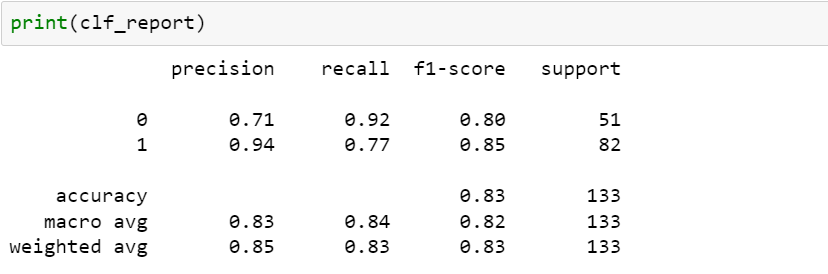 print(clf_report)
precision recall f1-score support
0 0.71 0.92 0.80 51
1 0.94 0.77 0.85 82
accuracy 0.83 133
macro avg 0.83 0.84 0.82 133
weighted avg 0.85 0.83 0.83 133